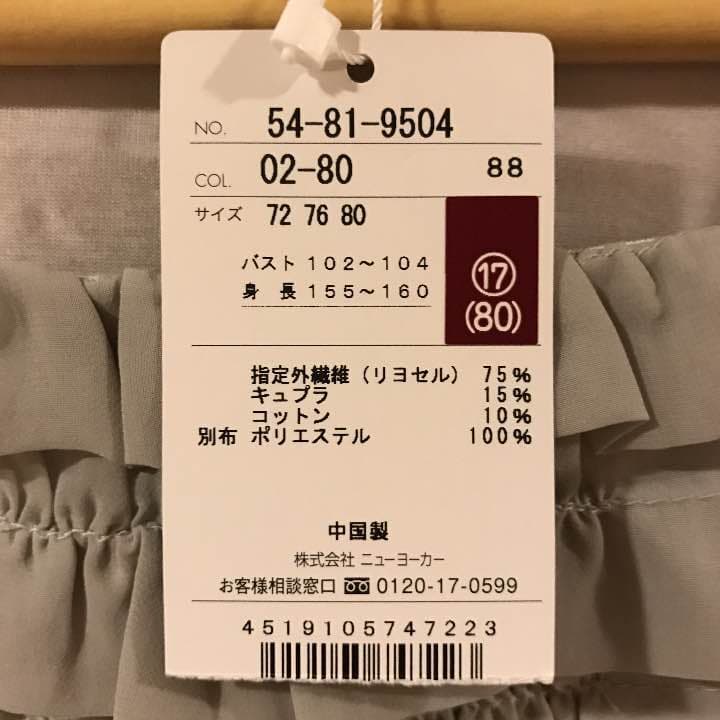 NO. 54-81-9504
COL. 02-80 88
サイズ 72 76 80
バスト 102～104
身 長 155～160
⑰
(80)
指定外繊維（リヨセル） 75%
キュプラ 15%
コットン 10%
別布 ポリエステル 100%
中国製
株式会社 ニューヨーカー
お客様相談窓口 0120-17-0599
4519105747223